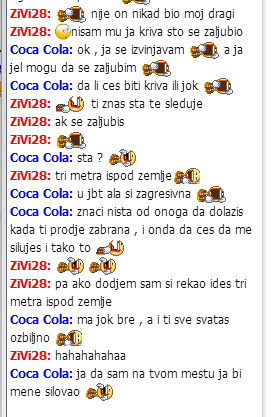 ZiVi28: , nije on nikad bio moj dragi
ZiVi28: nisam mu ja kriva sto se zaljubio
Coca Cola: ok , ja se izvinjavam a ja
jel mogu da se zaljubim
Coca Cola: da li ces biti kriva ili jok
ZiVi28: ti znas sta te sleduje
ZiVi28: ak se zaljubis
ZiVi28:
Coca Cola: sta ?
ZiVi28: tri metra ispod zemlje
Coca Cola: u jbt ala si zagresivna
Coca Cola: znaci nista od onoga da dolazis
kada ti prodje zabrana , i onda da ces da me
silujes i tako to
ZiVi28:
ZiVi28: pa ako dodjem sam si rekao ides tri
metra ispod zemlje
Coca Cola: ma jok bre , a i ti sve svatas
ozbiljno
ZiVi28: hahahahahaa
Coca Cola: ja da sam na tvom mestu ja bi
mene silovao